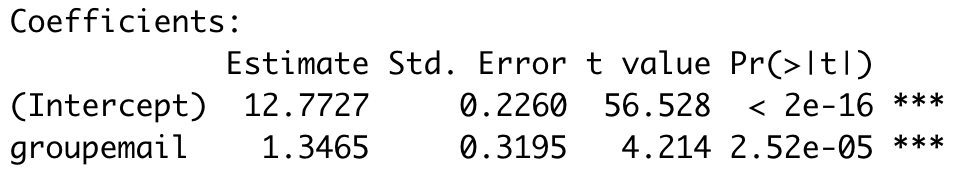 Coefficients:
Estimate Std. Error t value Pr(>|t|)
(Intercept) 12.7727 0.2260 56.528 < 2e-16 ***
groupemail 1.3465 0.3195 4.214 2.52e-05 ***